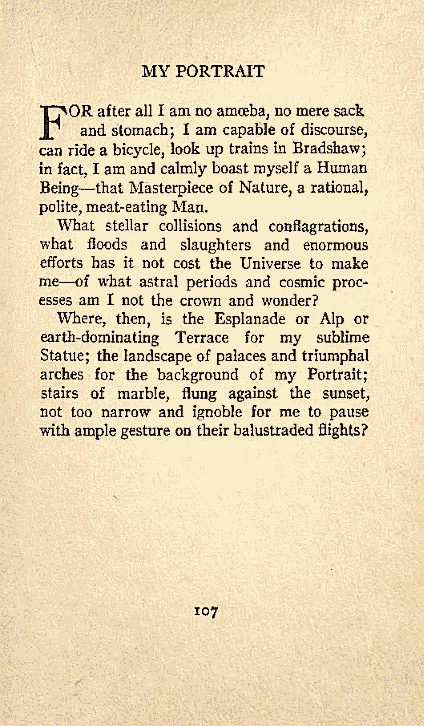 MY PORTRAIT
FOR after all I am no amœba, no mere sack
and stomach; I am capable of discourse,
can ride a bicycle, look up trains in Bradshaw;
in fact, I am and calmly boast myself a Human
Being—that Masterpiece of Nature, a rational,
polite, meat-eating Man.
What stellar collisions and conflagrations,
what floods and slaughters and enormous
efforts has it not cost the Universe to make
me—of what astral periods and cosmic proc-
esses am I not the crown and wonder?
Where, then, is the Esplanade or Alp or
earth-dominating Terrace for my sublime
Statue; the landscape of palaces and triumphal
arches for the background of my Portrait;
stairs of marble, flung against the sunset,
not too narrow and ignoble for me to pause
with ample gesture on their balustraded flights?
107